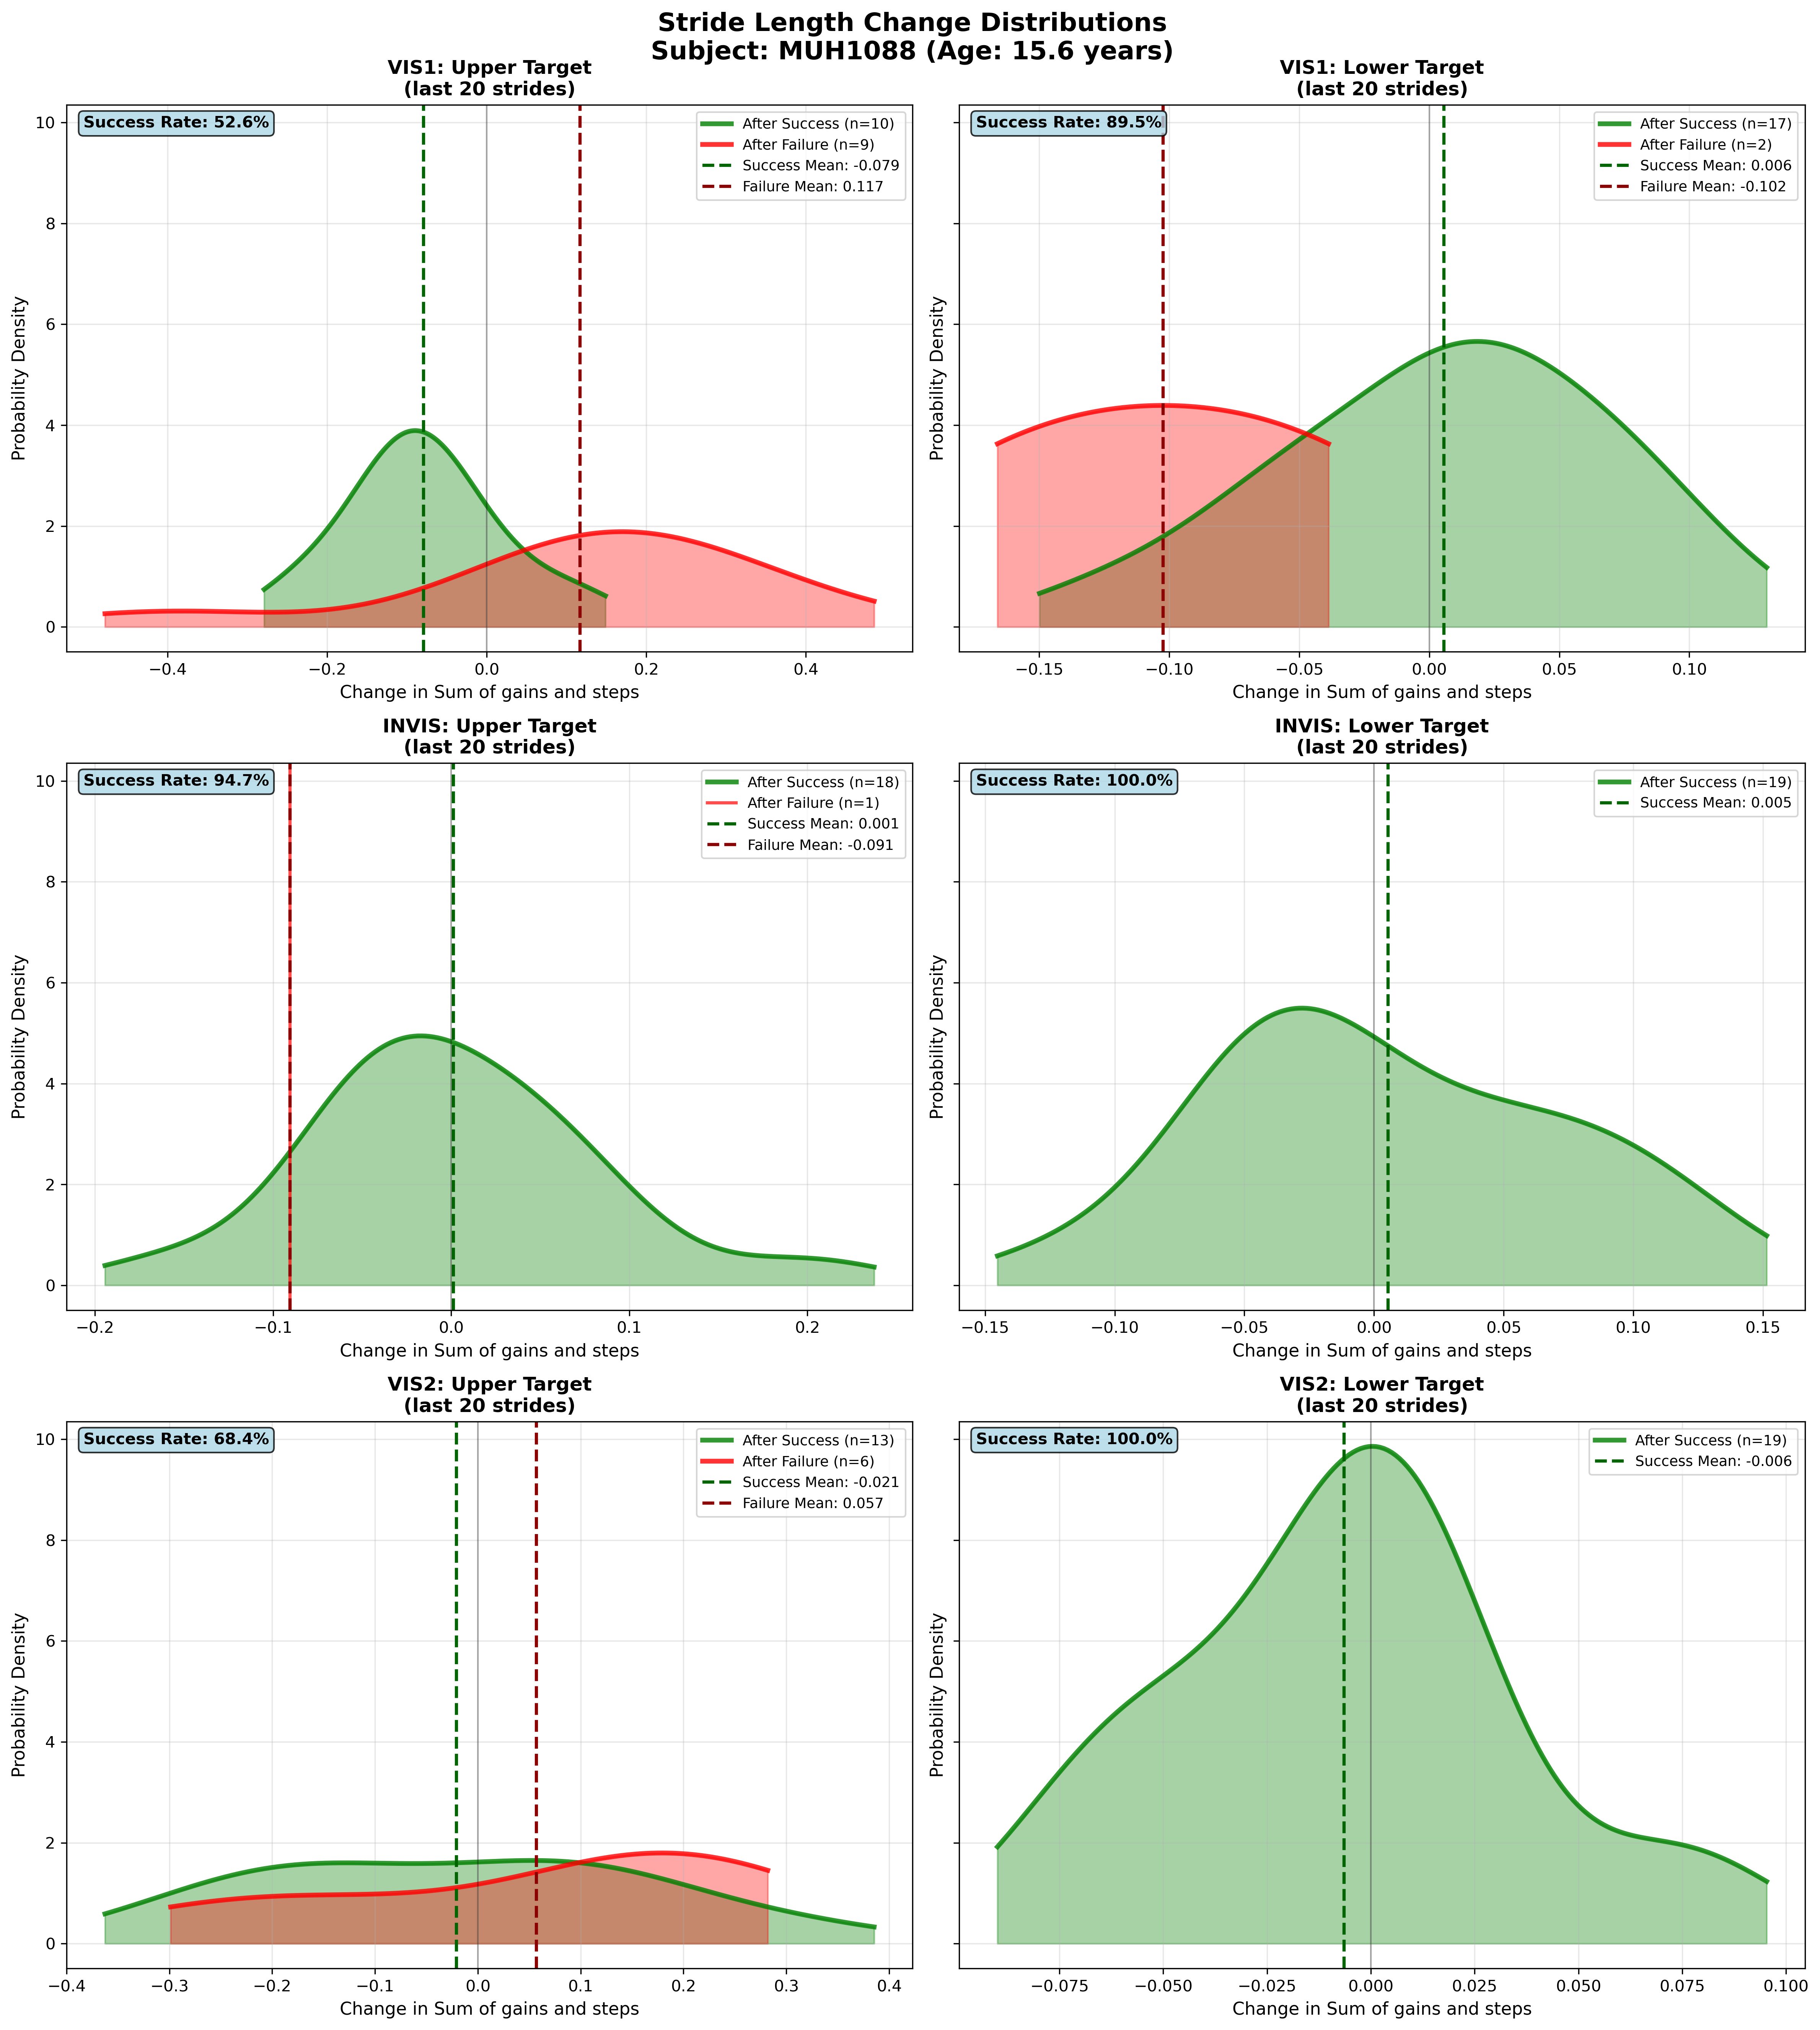 Stride Length Change Distributions
Subject: MUH1088 (Age: 15.6 years)
VIS1: Upper Target
(last 20 strides)
Success Rate: 52.6%
After Success (n=10)
After Failure (n=9)
Success Mean: -0.079
Failure Mean: 0.117
Probability Density
10
8
6
4
2
0
−0.4 −0.2 0.0 0.2 0.4
Change in Sum of gains and steps
VIS1: Lower Target
(last 20 strides)
Success Rate: 89.5%
After Success (n=17)
After Failure (n=2)
Success Mean: 0.006
Failure Mean: -0.102
Probability Density
−0.15 −0.10 −0.05 0.00 0.05 0.10
Change in Sum of gains and steps
INVIS: Upper Target
(last 20 strides)
Success Rate: 94.7%
After Success (n=18)
After Failure (n=1)
Success Mean: 0.001
Failure Mean: -0.091
Probability Density
10
8
6
4
2
0
−0.2 −0.1 0.0 0.1 0.2
Change in Sum of gains and steps
INVIS: Lower Target
(last 20 strides)
Success Rate: 100.0%
After Success (n=19)
Success Mean: 0.005
Probability Density
−0.15 −0.10 −0.05 0.00 0.05 0.10 0.15
Change in Sum of gains and steps
VIS2: Upper Target
(last 20 strides)
Success Rate: 68.4%
After Success (n=13)
After Failure (n=6)
Success Mean: -0.021
Failure Mean: 0.057
Probability Density
10
8
6
4
2
0
−0.4 −0.3 −0.2 −0.1 0.0 0.1 0.2 0.3 0.4
Change in Sum of gains and steps
VIS2: Lower Target
(last 20 strides)
Success Rate: 100.0%
After Success (n=19)
Success Mean: -0.006
Probability Density
−0.075 −0.050 −0.025 0.000 0.025 0.050 0.075 0.100
Change in Sum of gains and steps